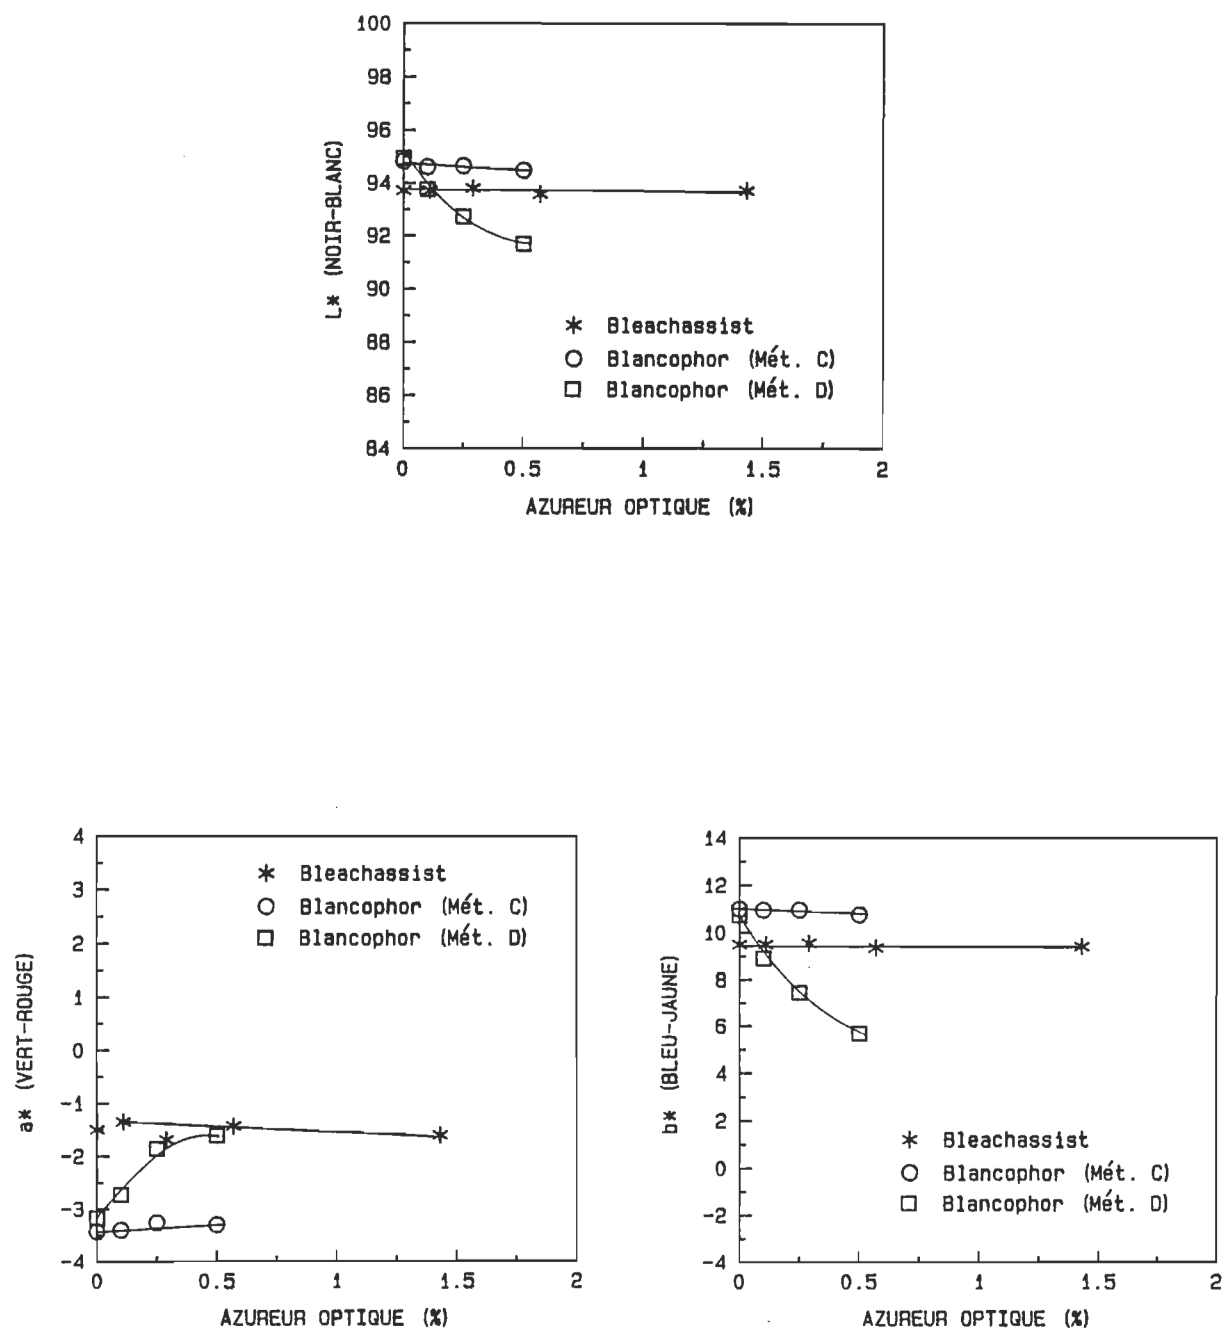 100
98
96
94
92
90
88
86
84
L* (NOIR-BLANC)
* Bleachassist
○ Blancophor (Mét. C)
□ Blancophor (Mét. D)
0 0.5 1 1.5 2
AZUREUR OPTIQUE (%)
4
3
2
1
0
-1
-2
-3
-4
a* (VERT-ROUGE)
* Bleachassist
○ Blancophor (Mét. C)
□ Blancophor (Mét. D)
0 0.5 1 1.5 2
AZUREUR OPTIQUE (%)
14
12
10
8
6
4
2
0
-2
-4
b* (BLEU-JAUNE)
* Bleachassist
○ Blancophor (Mét. C)
□ Blancophor (Mét. D)
0 0.5 1 1.5 2
AZUREUR OPTIQUE (%)